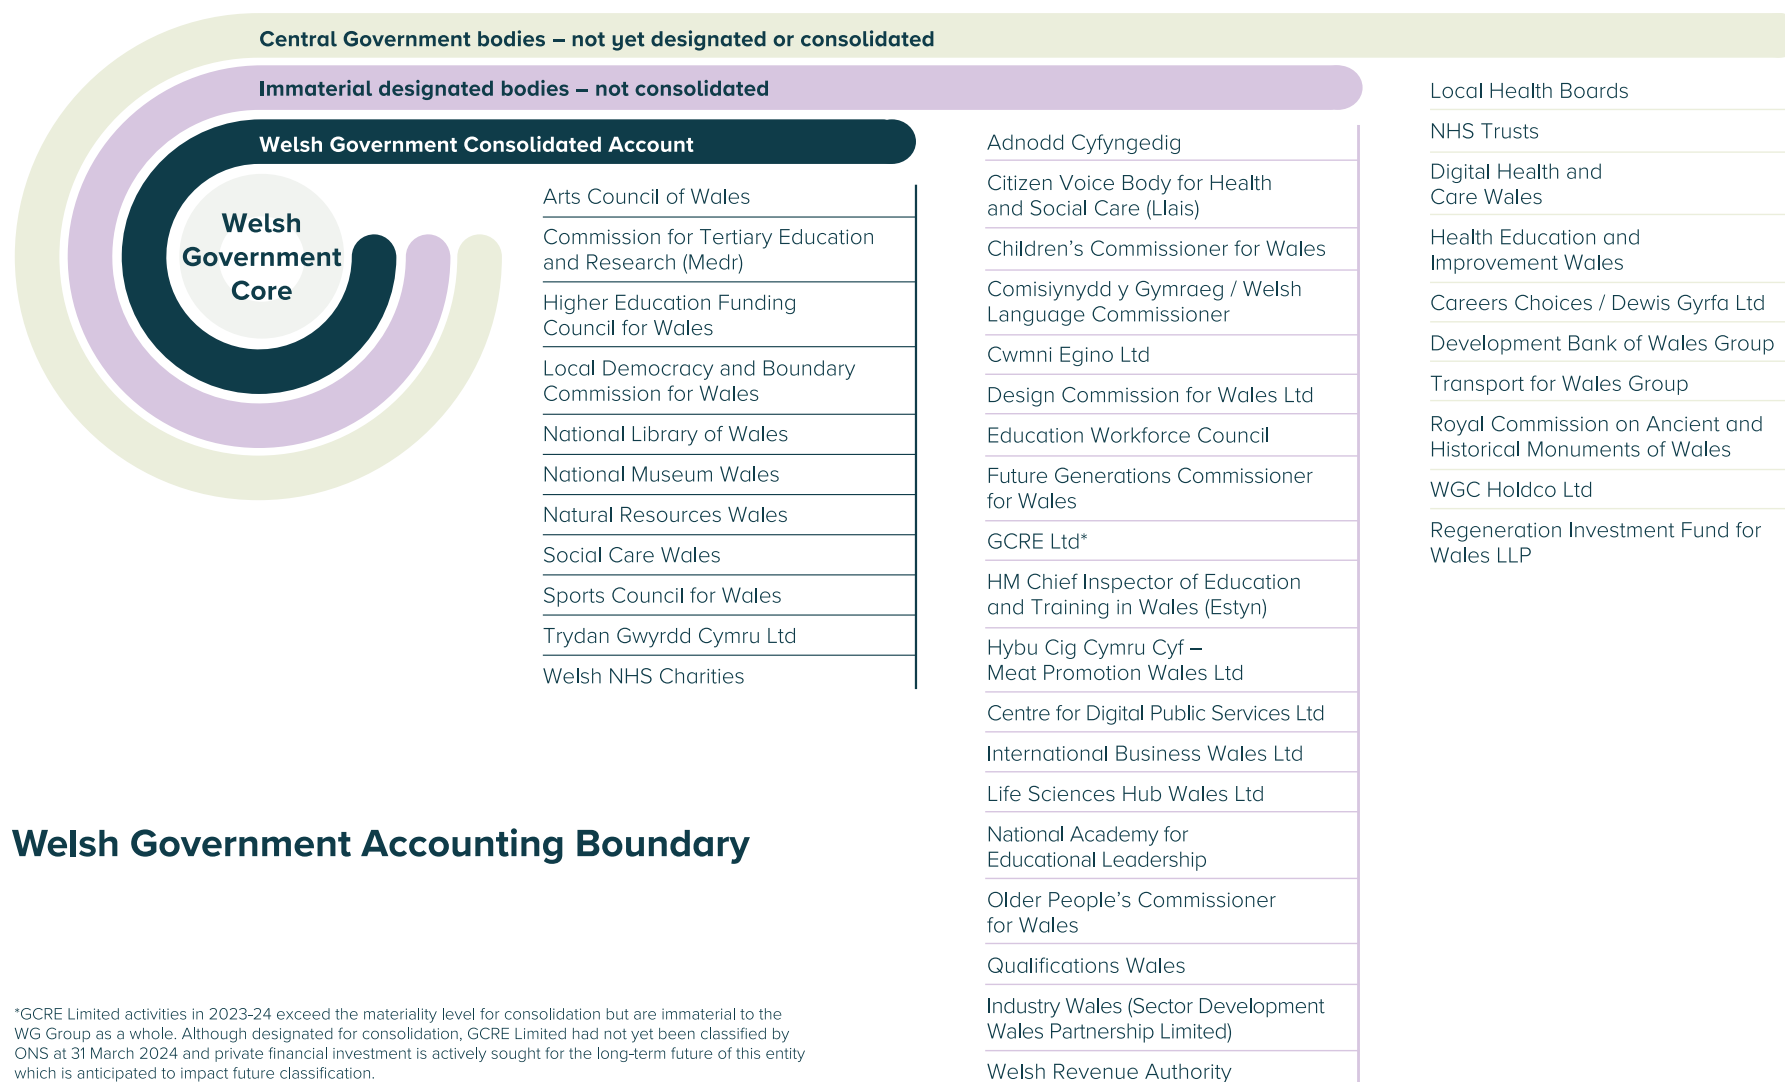 Central Government bodies – not yet designated or consolidated
Immaterial designated bodies – not consolidated
Welsh Government Consolidated Account
Welsh
Government
Core
Arts Council of Wales
Commission for Tertiary Education
and Research (Medr)
Higher Education Funding
Council for Wales
Local Democracy and Boundary
Commission for Wales
National Library of Wales
National Museum Wales
Natural Resources Wales
Social Care Wales
Sports Council for Wales
Trydan Gwyrdd Cymru Ltd
Welsh NHS Charities
Adnodd Cyfyngedig
Citizen Voice Body for Health
and Social Care (Llais)
Children’s Commissioner for Wales
Comisiynydd y Gymraeg / Welsh
Language Commissioner
Cwmni Egino Ltd
Design Commission for Wales Ltd
Education Workforce Council
Future Generations Commissioner
for Wales
GCRE Ltd*
HM Chief Inspector of Education
and Training in Wales (Estyn)
Hybu Cig Cymru Cyf –
Meat Promotion Wales Ltd
Centre for Digital Public Services Ltd
International Business Wales Ltd
Life Sciences Hub Wales Ltd
National Academy for
Educational Leadership
Older People’s Commissioner
for Wales
Qualifications Wales
Industry Wales (Sector Development
Wales Partnership Limited)
Welsh Revenue Authority
Local Health Boards
NHS Trusts
Digital Health and
Care Wales
Health Education and
Improvement Wales
Careers Choices / Dewis Gyrfa Ltd
Development Bank of Wales Group
Transport for Wales Group
Royal Commission on Ancient and
Historical Monuments of Wales
WGC Holdco Ltd
Regeneration Investment Fund for
Wales LLP
Welsh Government Accounting Boundary
*GCRE Limited activities in 2023-24 exceed the materiality level for consolidation but are immaterial to the
WG Group as a whole. Although designated for consolidation, GCRE Limited had not yet been classified by
ONS at 31 March 2024 and private financial investment is actively sought for the long-term future of this entity
which is anticipated to impact future classification.